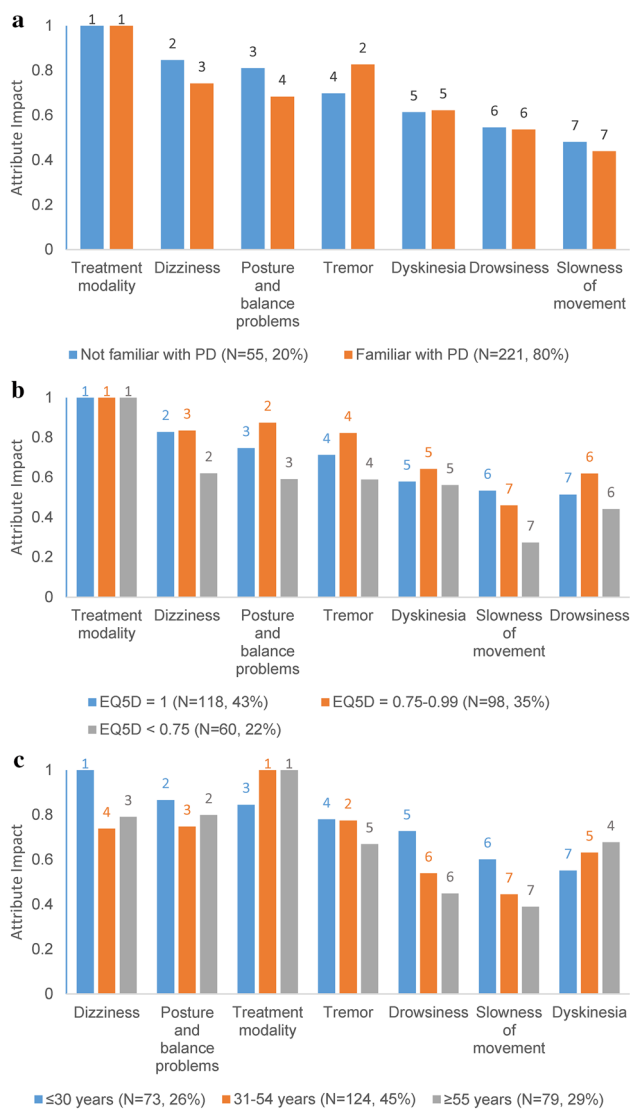 a
1 1
2 3
3 4
4 2
5 5
6 6
7 7
Attribute Impact
1
0.8
0.6
0.4
0.2
0
Treatment modality
Dizziness
Posture and balance problems
Tremor
Dyskinesia
Drowsiness
Slowness of movement
Not familiar with PD (N=55, 20%) Familiar with PD (N=221, 80%)
b
1 1 1
2 3 2
3 2 3
4 4 4
5 5 5
6 7 7
7 6 6
Attribute Impact
1
0.8
0.6
0.4
0.2
0
Treatment modality
Dizziness
Posture and balance problems
Tremor
Dyskinesia
Slowness of movement
Drowsiness
EQ5D = 1 (N=118, 43%) EQ5D = 0.75-0.99 (N=98, 35%)
EQ5D < 0.75 (N=60, 22%)
c
1 4 3
2 3 2
3 1 1
4 2 5
5 6 6
6 7 7
7 5 4
Attribute Impact
1
0.8
0.6
0.4
0.2
0
Dizziness
Posture and balance problems
Treatment modality
Tremor
Drowsiness
Slowness of movement
Dyskinesia
≤30 years (N=73, 26%) 31-54 years (N=124, 45%) ≥55 years (N=79, 29%)